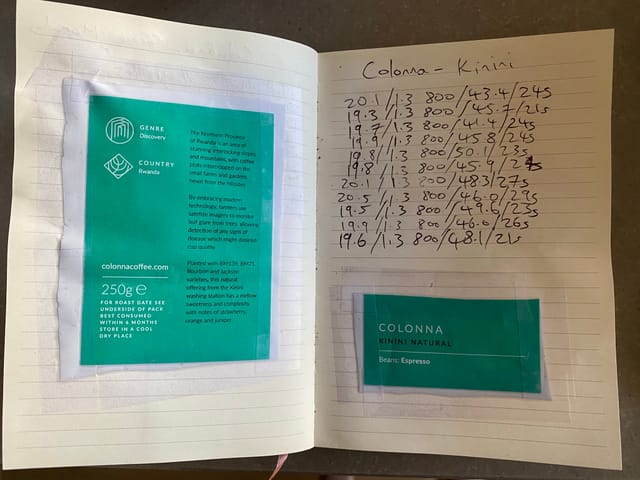 GENRE
Discovery
COUNTRY
Rwanda
colonnacoffee.com
250g ℮
FOR ROAST DATE SEE
UNDERSIDE OF PACK
BEST CONSUMED
WITHIN 6 MONTHS
STORE IN A COOL
DRY PLACE
The Northern Province
of Rwanda is an area of
stunning interlocking slopes
and mountains, with coffee
plots interspersed on the
small farms and gardens
hewn from the hillsides
By embracing modern
technology, farmers use
satellite imagery to monitor
sun glare from trees, allowing
detection of any signs of
disease which might distort
cup quality
Planted with BM139, BM71,
Bourbon and Jackson
varieties, this natural
offering from the Kinini
washing station has a mellow
sweetness and complexity
with notes of strawberry,
orange and juniper
Colonna - Kinini
20.1/1.3 800/43.4/24s
19.3/1.3 800/45.7/21s
19.7/1.3 800/41.4/24s
19.9/1.3 800/45.8/24s
19.8/1.3 800/50.1/23s
19.8/1.3 800/45.9/24s
20.1/1.3 800/48.3/27s
20.5/1.3 800/46.0/29s
19.5/1.3 800/49.6/23s
19.9/1.3 800/46.6/26s
19.6/1.3 800/48.1/21s
COLONNA
KININI NATURAL
Beans: Espresso